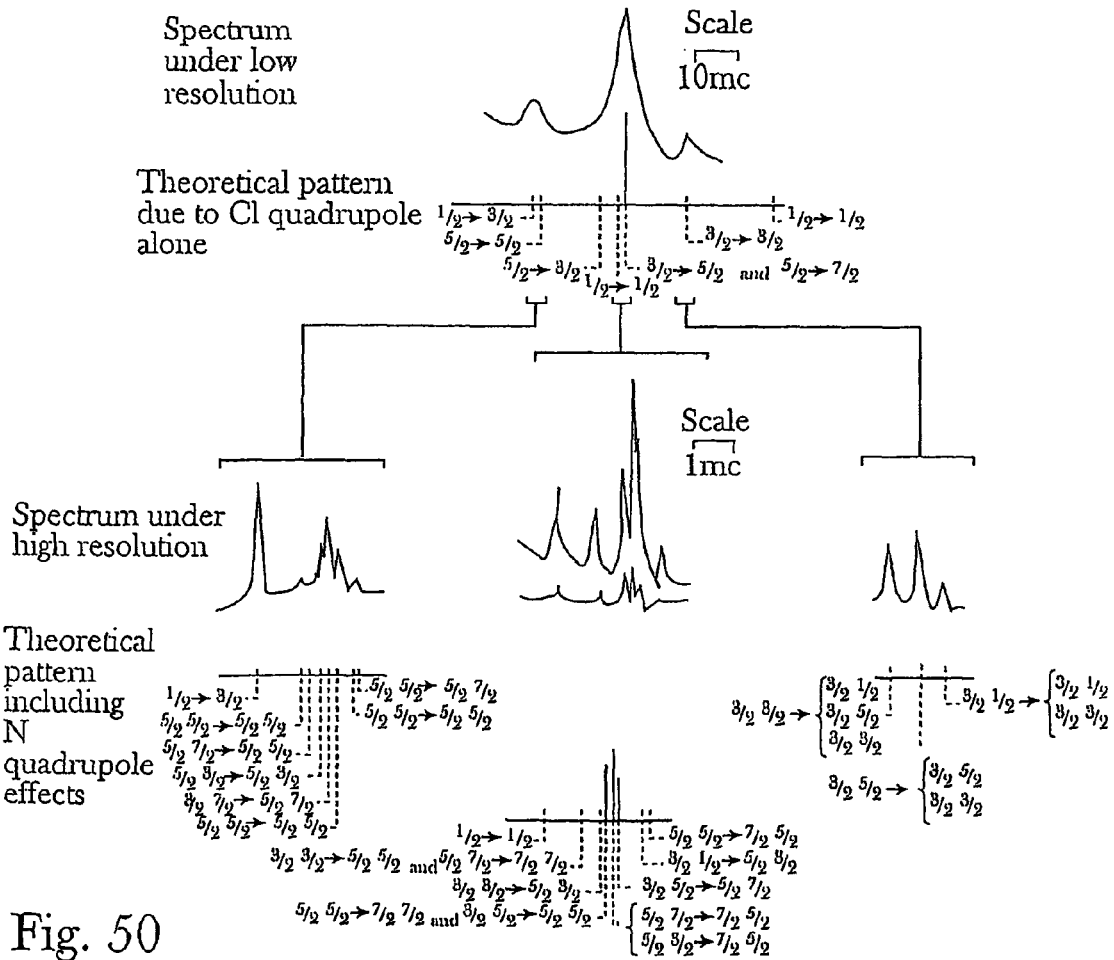 Spectrum
under low
resolution
Scale
10mc
Theoretical pattern
due to Cl quadrupole
alone
1/2→ 3/2
5/2→ 5/2
5/2→ 3/2
1/2→ 1/2
3/2→ 5/2 and 5/2→ 7/2
3/2→ 3/2
1/2→ 1/2
Scale
1mc
Spectrum under
high resolution
Theoretical
pattern
including
N
quadrupole
effects
1/2→ 3/2
5/2 5/2→5/2 5/2
5/2 7/2→5/2 5/2
5/2 3/2→5/2 3/2
3/2 7/2→ 5/2 7/2
5/2 5/2→ 5/2 5/2
5/2 5/2→ 5/2 7/2
5/2 5/2→ 5/2 5/2
1/2→ 1/2
3/2 3/2→5/2 5/2 and 5/2 7/2→7/2 7/2
3/2 3/2→5/2 3/2
5/2 5/2→7/2 7/2 and 3/2 5/2→5/2 5/2
5/2 5/2→7/2 5/2
3/2 1/2→5/2 3/2
3/2 5/2→5/2 7/2
5/2 7/2→ 7/2 5/2
5/2 3/2→ 7/2 5/2
3/2 3/2 →
3/2 1/2
3/2 5/2
3/2 3/2
3/2 5/2 →
3/2 5/2
3/2 3/2
3/2 1/2 →
3/2 1/2
3/2 3/2
Fig. 50